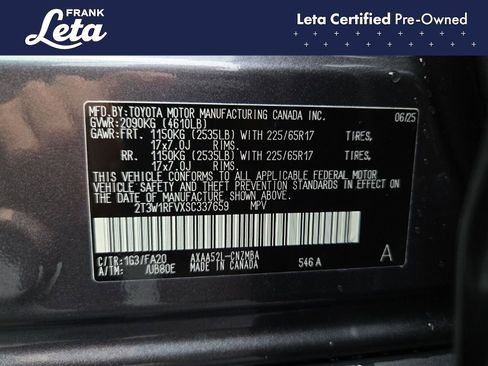 FRANK
Leta
Leta Certified Pre-Owned
MFD.BY:TOYOTA MOTOR MANUFACTURING CANADA INC. 06/25
GVWR:2090KG (4610LB)
GAWR:FRT. 1150KG (2535LB) WITH 225/65R17 TIRES,
17x7.0J RIMS.
RR. 1150KG (2535LB) WITH 225/65R17 TIRES,
17x7.0J RIMS.
THIS VEHICLE CONFORMS TO ALL APPLICABLE FEDERAL MOTOR
VEHICLE SAFETY AND THEFT PREVENTION STANDARDS IN EFFECT ON
THE DATE OF MANUFACTURE SHOWN ABOVE.
2T3W1RFVXSC337659 MPV
C/TR:1G3/FA20 AXAA52L-CNZMBA
A/TM: /UB80E MADE IN CANADA 546 A A